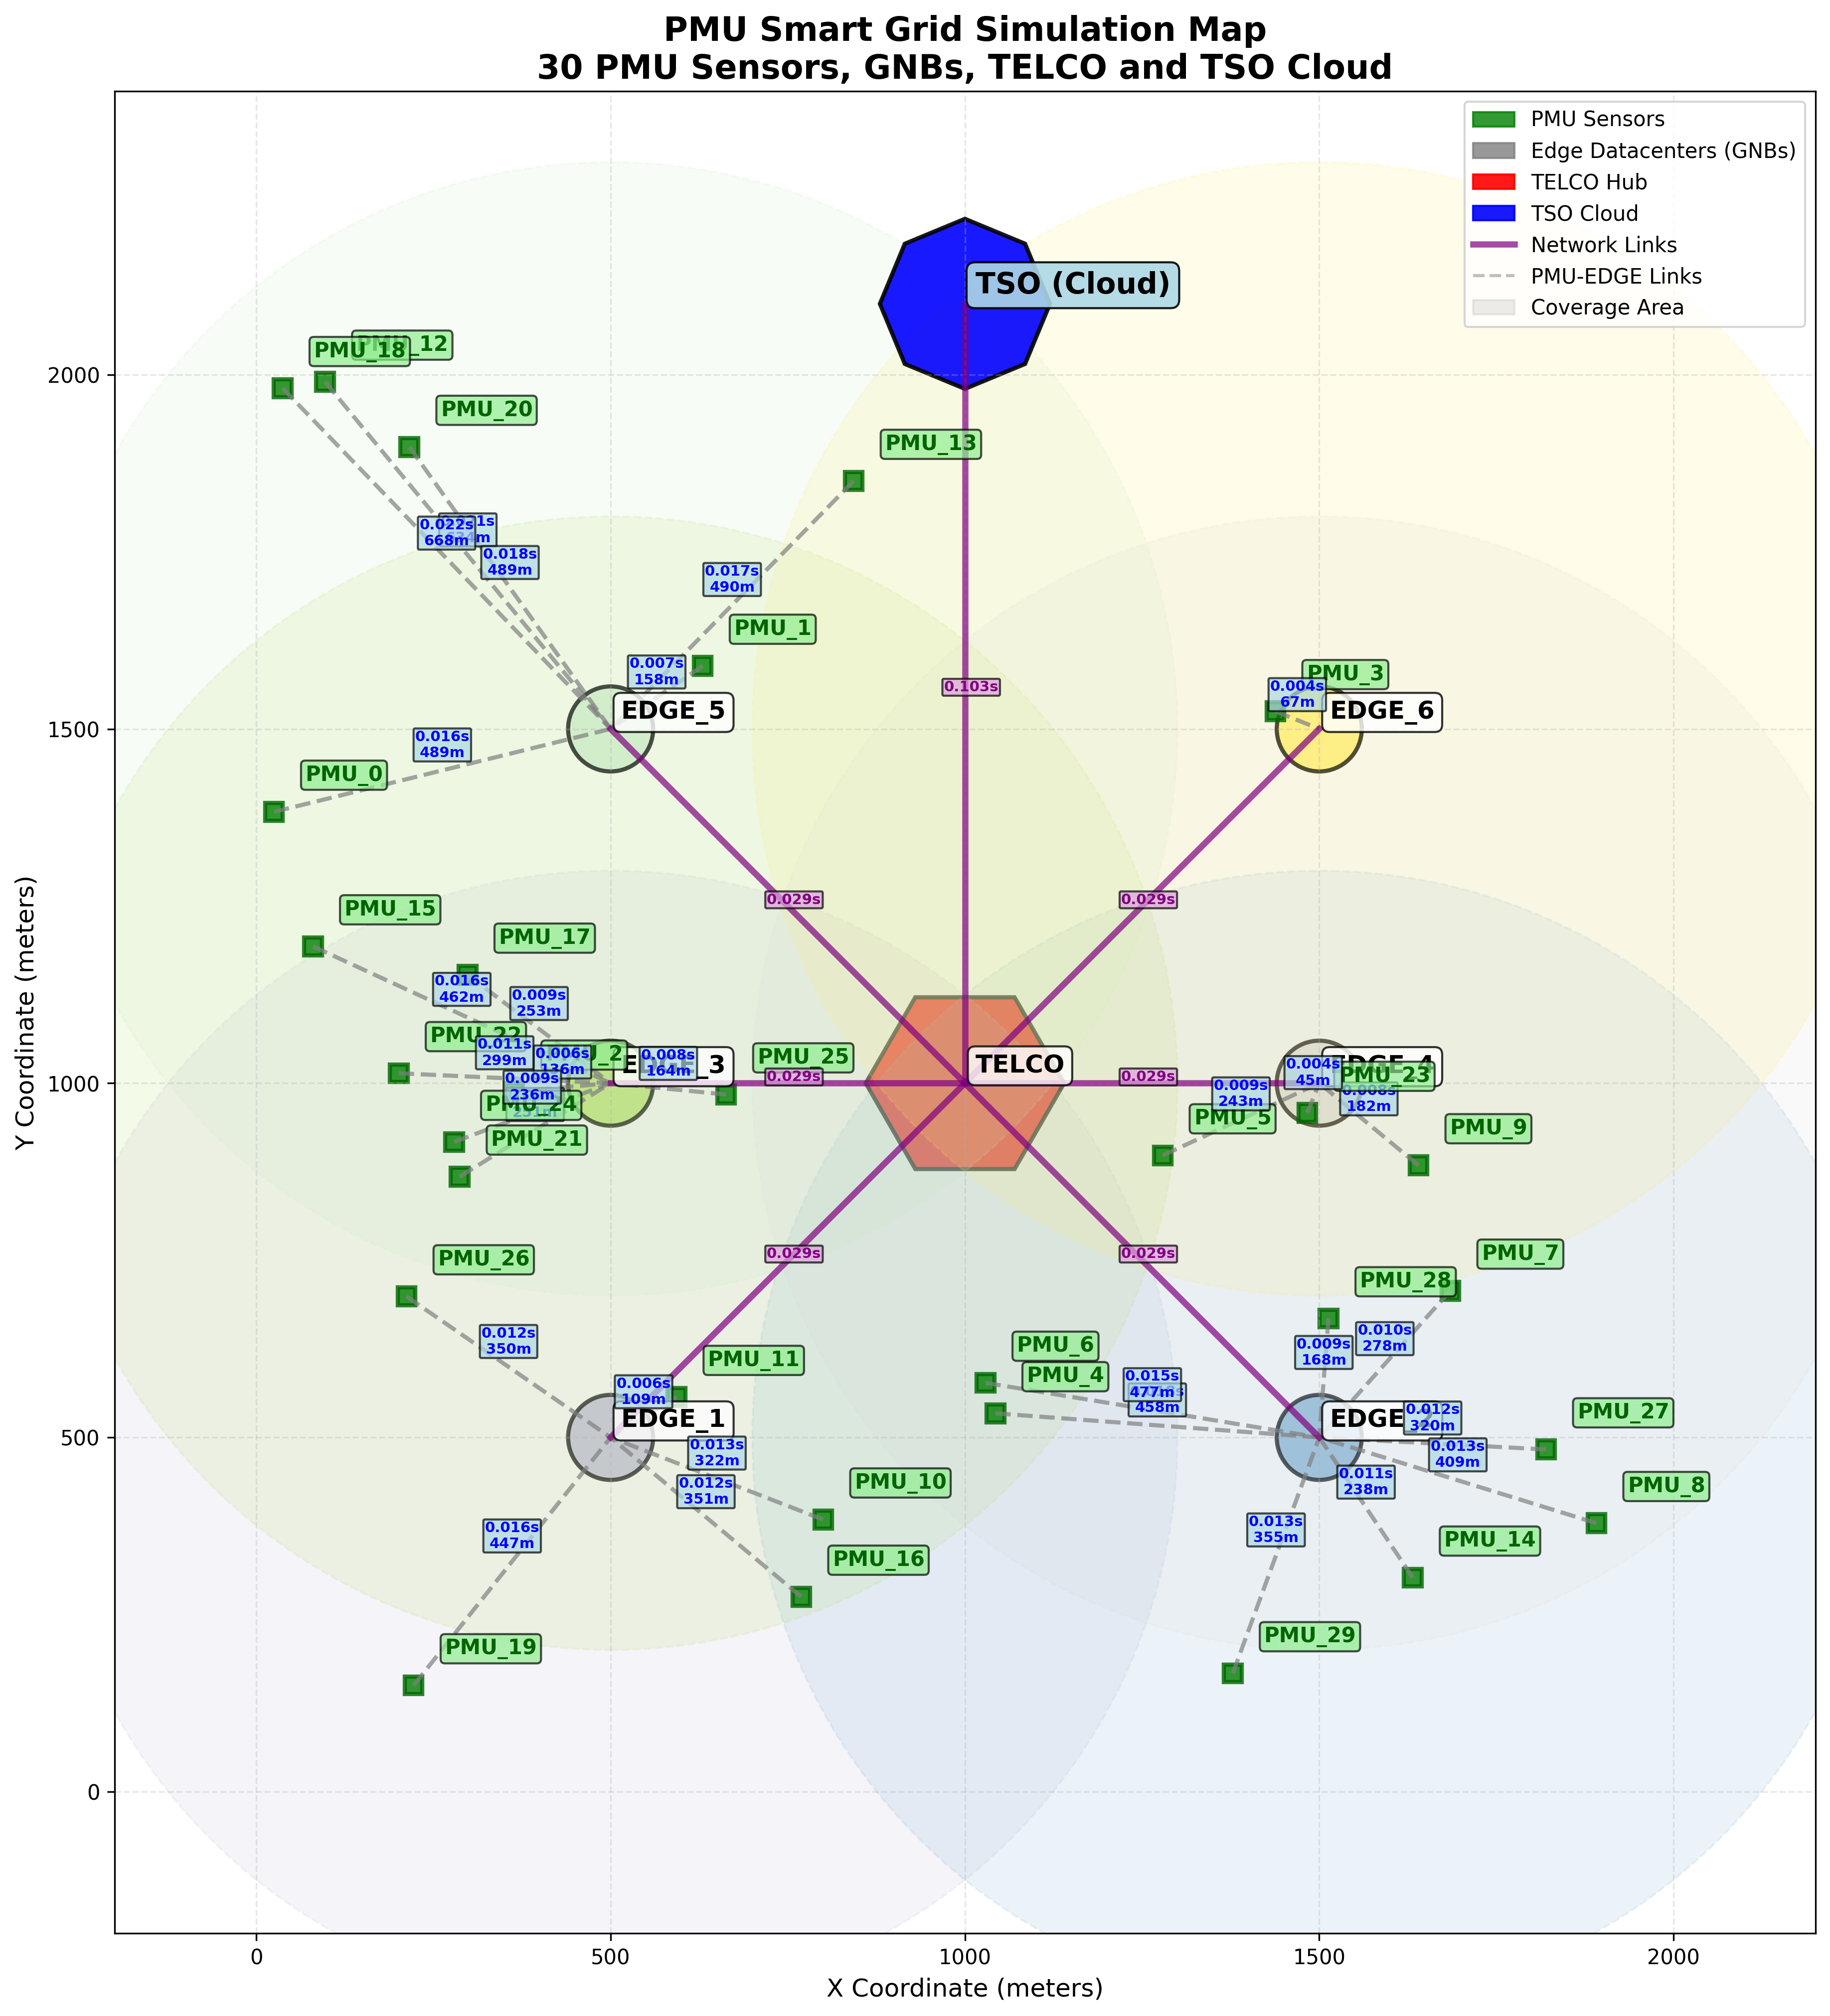 PMU Smart Grid Simulation Map
30 PMU Sensors, GNBs, TELCO and TSO Cloud
PMU Sensors
Edge Datacenters (GNBs)
TELCO Hub
TSO Cloud
Network Links
PMU-EDGE Links
Coverage Area
TSO (Cloud)
PMU_18
PMU_20
PMU_13
0.022s
668m
0.018s
489m
0.017s
490m
PMU_1
0.007s
158m
EDGE_5
0.103s
PMU_3
0.004s
67m
EDGE_6
0.016s
489m
PMU_0
0.029s
0.029s
PMU_15
PMU_17
0.016s
462m
0.009s
253m
0.011s
299m
0.006s
136m
0.008s
164m
PMU_25
0.029s
TELCO
0.029s
0.004s
45m
PMU_23
0.009s
236m
0.009s
243m
182m
PMU_24
PMU_5
PMU_9
PMU_21
PMU_26
0.029s
0.029s
PMU_7
PMU_28
0.012s
350m
0.010s
278m
0.009s
168m
PMU_6
PMU_4
PMU_11
0.006s
109m
0.015s
477m
458m
EDGE_1
0.012s
320m
PMU_27
0.013s
322m
0.013s
409m
0.012s
351m
0.011s
238m
PMU_10
PMU_8
0.016s
447m
0.013s
355m
PMU_14
PMU_16
PMU_19
PMU_29
Y Coordinate (meters)
2000
1500
1000
500
0
0
500
1000
1500
2000
X Coordinate (meters)